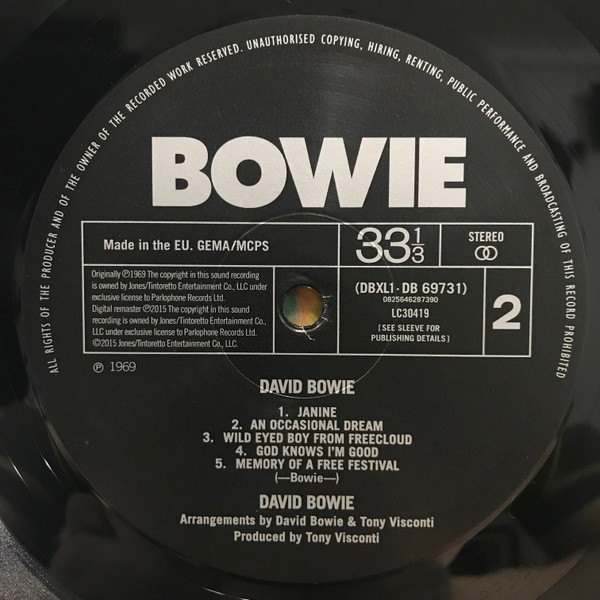 ALL RIGHTS OF THE PRODUCER AND OF THE OWNER OF THE RECORDED WORK RESERVED. UNAUTHORISED COPYING, HIRING, RENTING, PUBLIC PERFORMANCE AND BROADCASTING OF THIS RECORD PROHIBITED
BOWIE
Made in the EU. GEMA/MCPS
33 1/3
STEREO
Originally ℗1969 The copyright in this sound recording
is owned by Jones/Tintoretto Entertainment Co., LLC under
exclusive license to Parlophone Records Ltd.
Digital remaster ℗2015 The copyright in this sound
recording is owned by Jones/Tintoretto Entertainment Co.,
LLC under exclusive license to Parlophone Records Ltd.
©2015 Jones/Tintoretto Entertainment Co., LLC.
(DBXL1 · DB 69731)
0825646287390
LC30419
[SEE SLEEVE FOR
PUBLISHING DETAILS]
2
℗ 1969
DAVID BOWIE
1. JANINE
2. AN OCCASIONAL DREAM
3. WILD EYED BOY FROM FREECLOUD
4. GOD KNOWS I'M GOOD
5. MEMORY OF A FREE FESTIVAL
(—Bowie—)
DAVID BOWIE
Arrangements by David Bowie & Tony Visconti
Produced by Tony Visconti